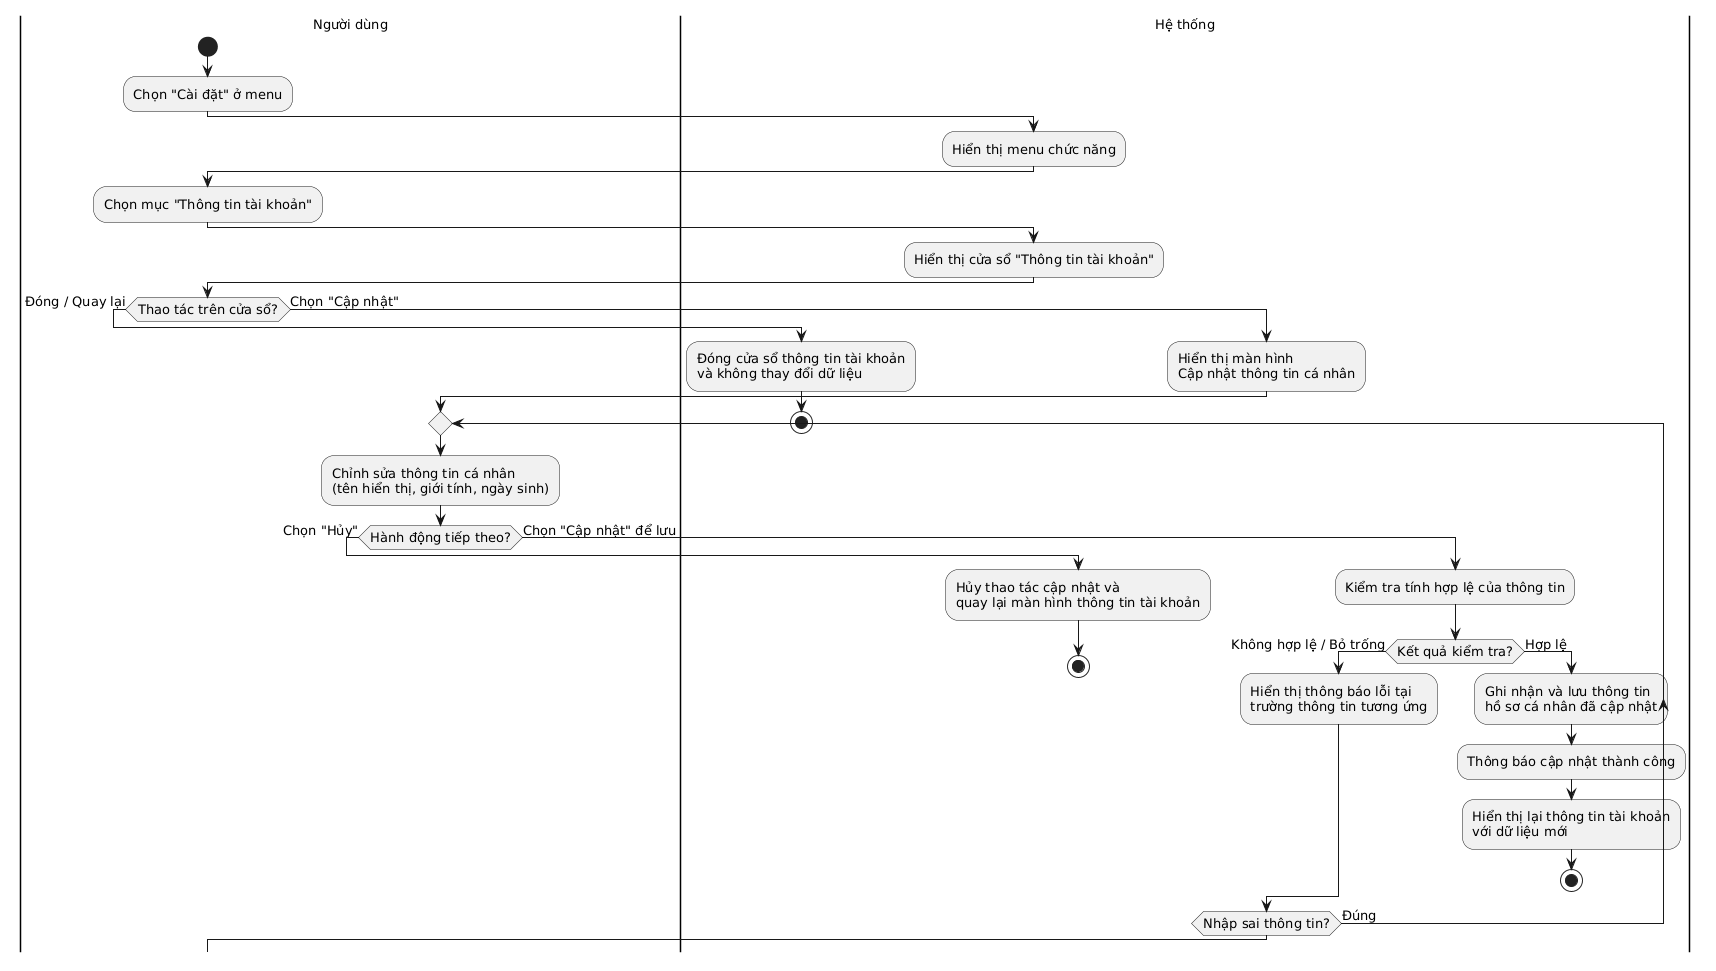 Người dùng
Hệ thống
Chọn "Cài đặt" ở menu
Hiển thị menu chức năng
Chọn mục "Thông tin tài khoản"
Hiển thị cửa sổ "Thông tin tài khoản"
Đóng / Quay lại
Thao tác trên cửa sổ?
Chọn "Cập nhật"
Đóng cửa sổ thông tin tài khoản
và không thay đổi dữ liệu
Hiển thị màn hình
Cập nhật thông tin cá nhân
Chỉnh sửa thông tin cá nhân
(tên hiển thị, giới tính, ngày sinh)
Chọn "Hủy"
Hành động tiếp theo?
Chọn "Cập nhật" để lưu
Hủy thao tác cập nhật và
quay lại màn hình thông tin tài khoản
Kiểm tra tính hợp lệ của thông tin
Không hợp lệ / Bỏ trống
Kết quả kiểm tra?
Hợp lệ
Hiển thị thông báo lỗi tại
trường thông tin tương ứng
Ghi nhận và lưu thông tin
hồ sơ cá nhân đã cập nhật
Thông báo cập nhật thành công
Hiển thị lại thông tin tài khoản
với dữ liệu mới
Nhập sai thông tin?
Đúng